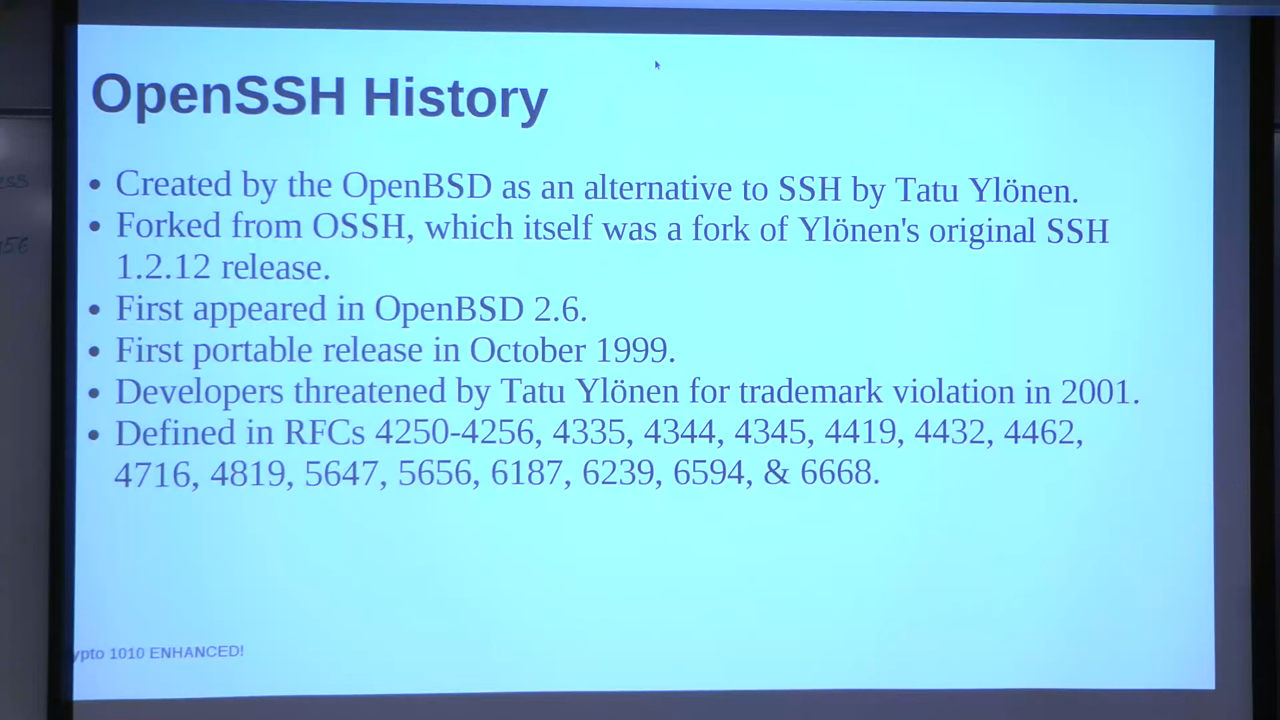 OpenSSH History
• Created by the OpenBSD as an alternative to SSH by Tatu Ylönen.
• Forked from OSSH, which itself was a fork of Ylönen's original SSH
1.2.12 release.
• First appeared in OpenBSD 2.6.
• First portable release in October 1999.
• Developers threatened by Tatu Ylönen for trademark violation in 2001.
• Defined in RFCs 4250-4256, 4335, 4344, 4345, 4419, 4432, 4462,
4716, 4819, 5647, 5656, 6187, 6239, 6594, & 6668.
ypto 1010 ENHANCED!